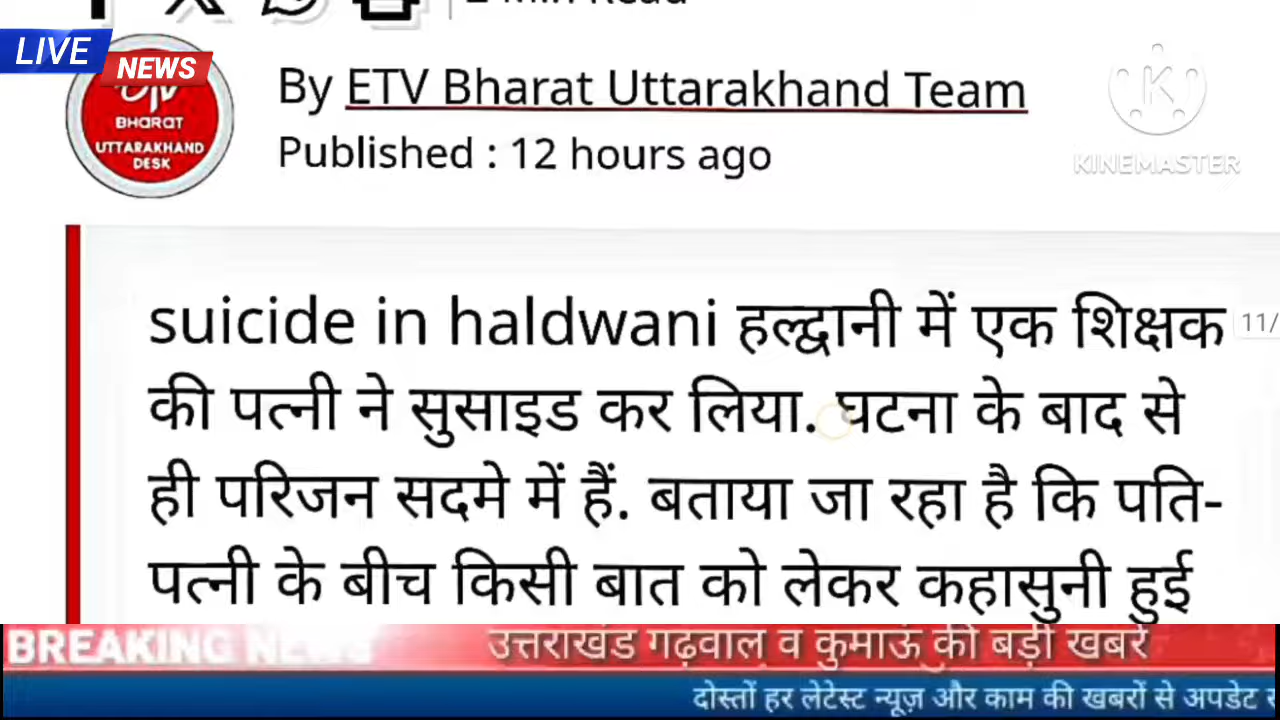 LIVE
NEWS
BHARAT
UTTARAKHAND
DESK
By ETV Bharat Uttarakhand Team
Published : 12 hours ago
KINEMASTER
suicide in haldwani हल्द्वानी में एक शिक्षक
11/
की पत्नी ने सुसाइड कर लिया. घटना के बाद से
ही परिजन सदमे में हैं. बताया जा रहा है कि पति-
पत्नी के बीच किसी बात को लेकर कहासुनी हुई
BREAKING NEWS
उत्तराखंड गढ़वाल व कुमाऊं की बड़ी खबरें
दोस्तों हर लेटेस्ट न्यूज़ और काम की खबरों से अपडेट